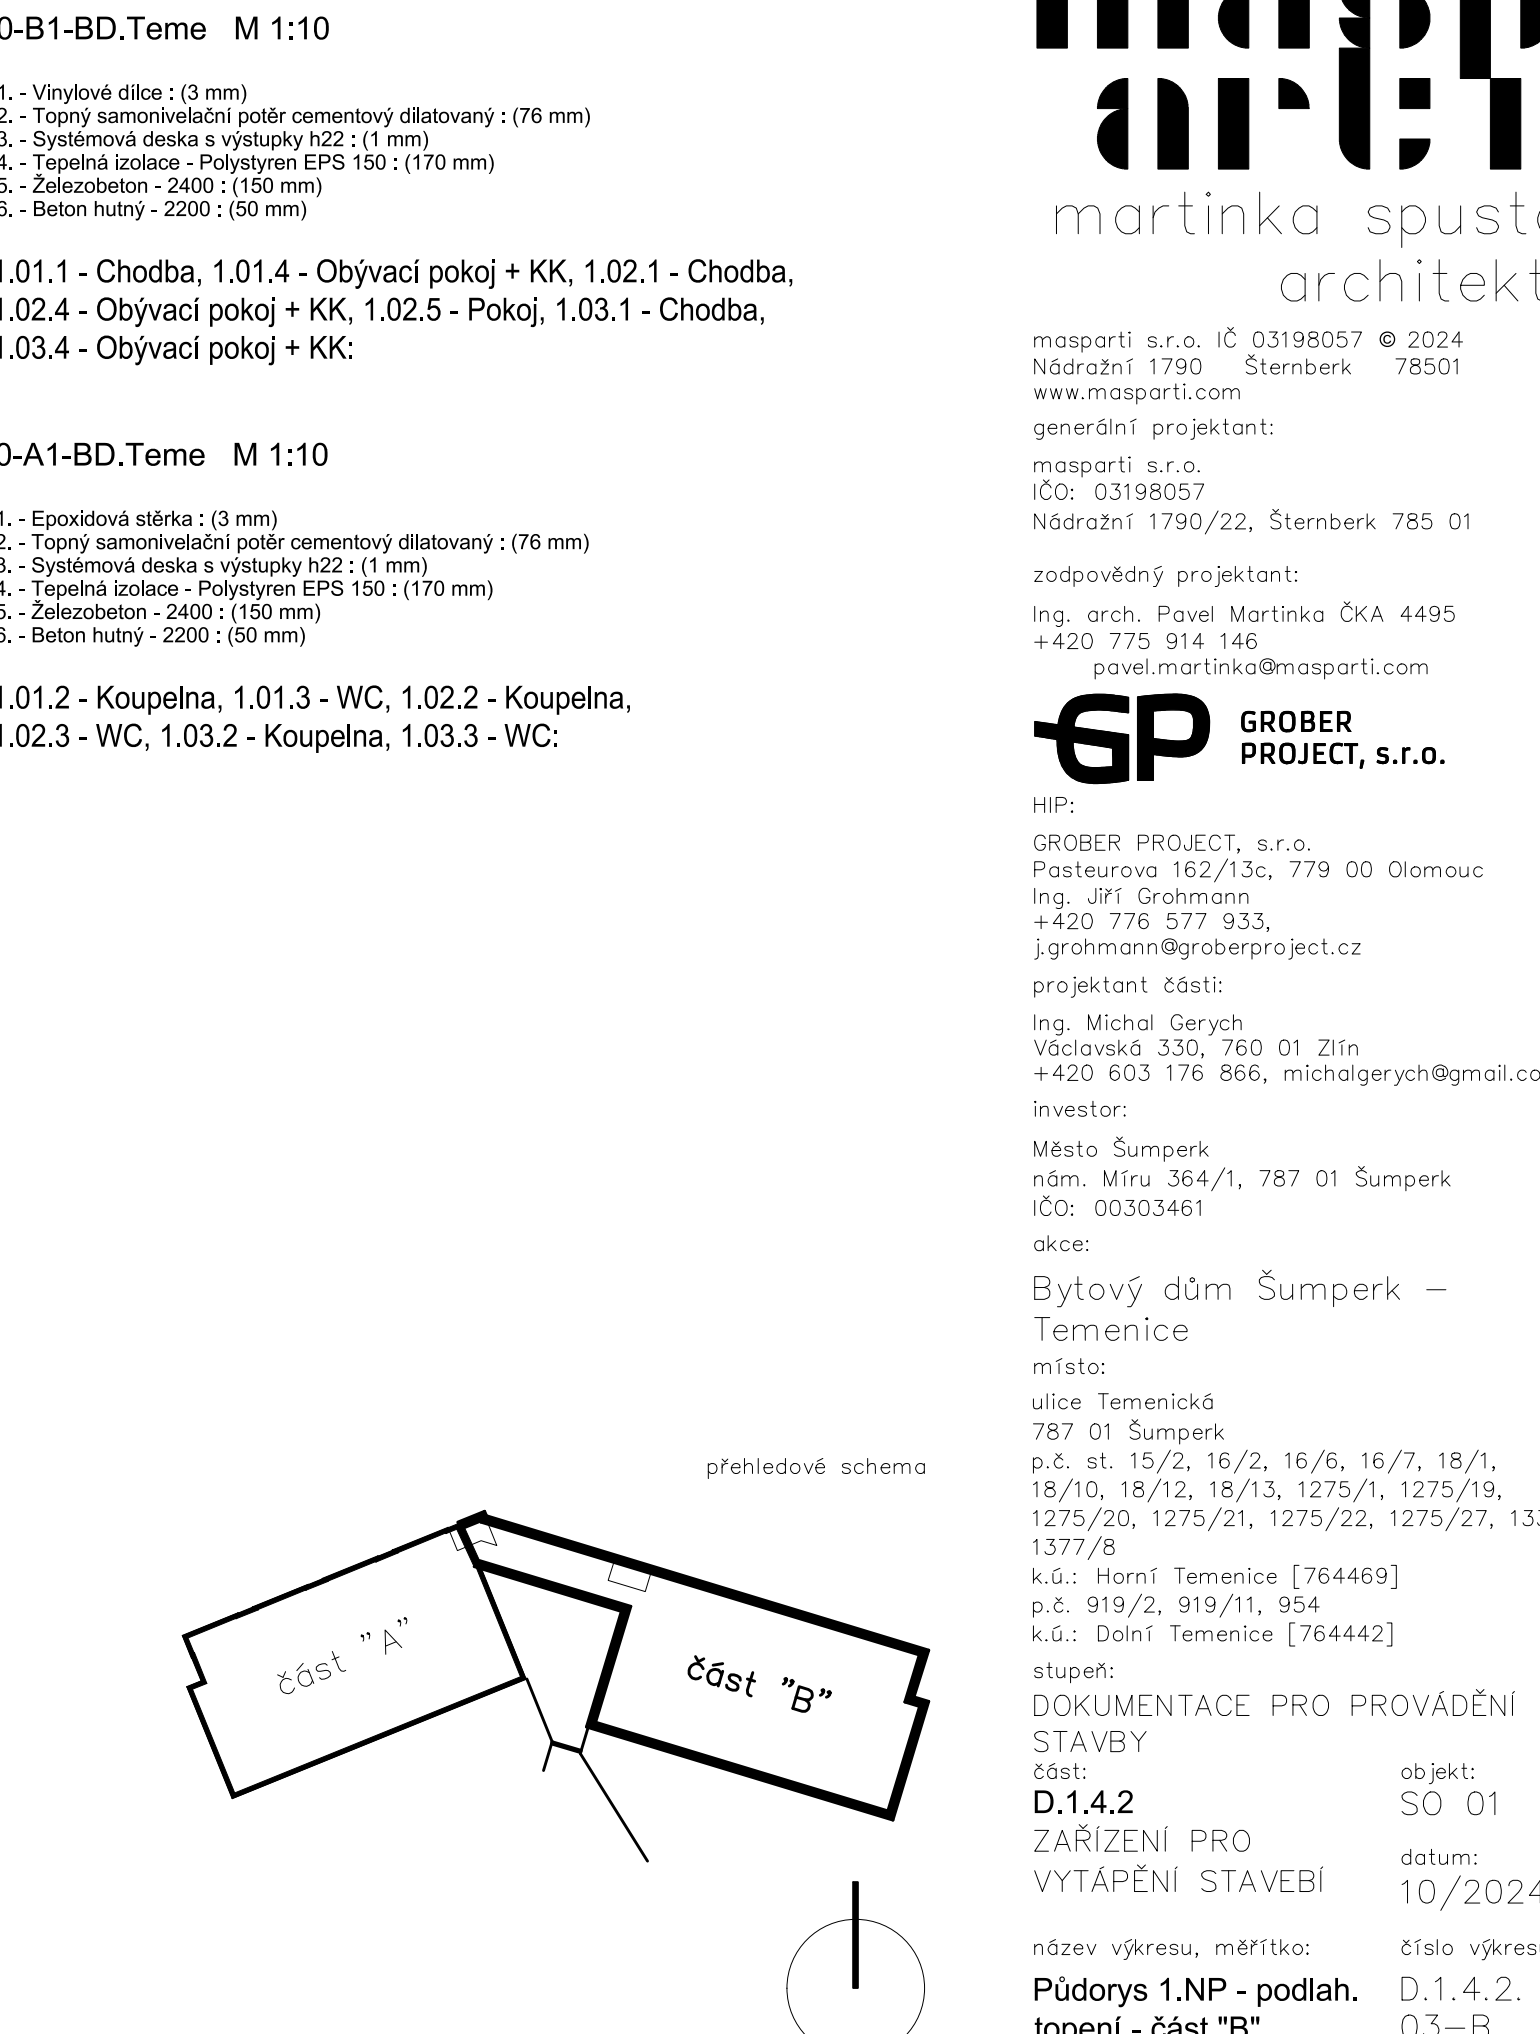 0-B1-BD.Teme M 1:10
1. - Vinylové dílce : (3 mm)
2. - Topný samonivelační potěr cementový dilatovaný : (76 mm)
3. - Systémová deska s výstupky h22 : (1 mm)
4. - Tepelná izolace - Polystyren EPS 150 : (170 mm)
5. - Železobeton - 2400 : (150 mm)
6. - Beton hutný - 2200 : (50 mm)
1.01.1 - Chodba, 1.01.4 - Obývací pokoj + KK, 1.02.1 - Chodba,
1.02.4 - Obývací pokoj + KK, 1.02.5 - Pokoj, 1.03.1 - Chodba,
1.03.4 - Obývací pokoj + KK:
0-A1-BD.Teme M 1:10
1. - Epoxidová stěrka : (3 mm)
2. - Topný samonivelační potěr cementový dilatovaný : (76 mm)
3. - Systémová deska s výstupky h22 : (1 mm)
4. - Tepelná izolace - Polystyren EPS 150 : (170 mm)
5. - Železobeton - 2400 : (150 mm)
6. - Beton hutný - 2200 : (50 mm)
1.01.2 - Koupelna, 1.01.3 - WC, 1.02.2 - Koupelna,
1.02.3 - WC, 1.03.2 - Koupelna, 1.03.3 - WC:
přehledové schema
část "A"
část "B"
martinka
architekt
masparti s.r.o. IČ 03198057 © 2024
Nádražní 1790 Šternberk 78501
www.masparti.com
generální projektant:
masparti s.r.o.
IČO: 03198057
Nádražní 1790/22, Šternberk 785 01
zodpovědný projektant:
Ing. arch. Pavel Martinka ČKA 4495
+420 775 914 146
pavel.martinka@masparti.com
GP GROBER
PROJECT, s.r.o.
HIP:
GROBER PROJECT, s.r.o.
Pasteurova 162/13c, 779 00 Olomouc
Ing. Jiří Grohmann
+420 776 577 933,
j.grohmann@groberproject.cz
projektant části:
Ing. Michal Gerych
Václavská 330, 760 01 Zlín
+420 603 176 866, michalgerych@gmail.co
investor:
Město Šumperk
nám. Míru 364/1, 787 01 Šumperk
IČO: 00303461
akce:
Bytový dům Šumperk –
Temenice
místo:
ulice Temenická
787 01 Šumperk
p.č. st. 15/2, 16/2, 16/6, 16/7, 18/1,
18/10, 18/12, 18/13, 1275/1, 1275/19,
1275/20, 1275/21, 1275/22, 1275/27,
1377/8
k.ú.: Horní Temenice [764469]
p.č. 919/2, 919/11, 954
k.ú.: Dolní Temenice [764442]
stupeň:
DOKUMENTACE PRO PROVÁDĚNÍ
STAVBY
část: objekt:
D.1.4.2 SO 01
ZAŘÍZENÍ PRO
VYTÁPĚNÍ STAVEBÍ
datum:
10/2024
název výkresu, měřítko: číslo výkresu
Půdorys 1.NP - podlah. D.1.4.2.
topení - část "B" 03–B